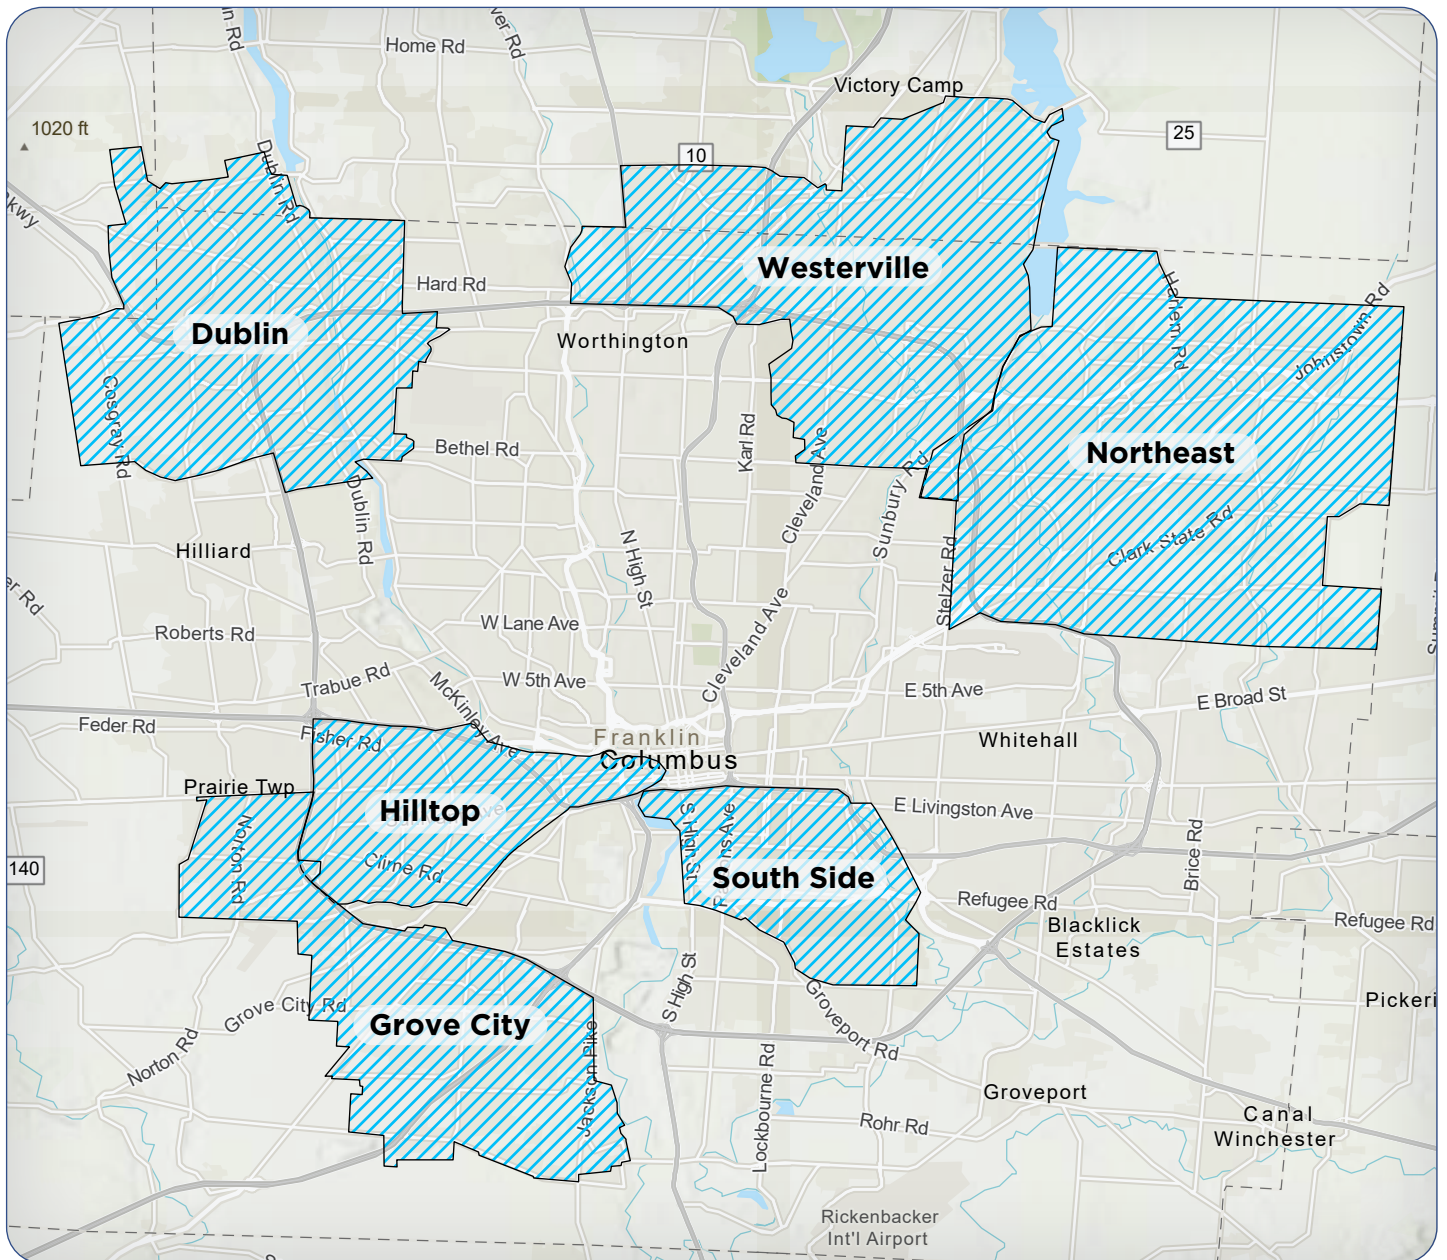 Home Rd
Victory Camp
1020 ft
25
10
Dublin Rd
Westerville
Hard Rd
Harlem Rd
Johnstown Rd
Dublin
Worthington
Cosgray Rd
Karl Rd
Bethel Rd
Northeast
Cleveland Ave
Sunbury Rd
Dublin Rd
Clark State Rd
Hilliard
N High St
Stelzer Rd
W Lane Ave
Roberts Rd
Cleveland Ave
Trabue Rd
W 5th Ave
E 5th Ave
E Broad St
McKinley Ave
Feder Rd
Fisher Rd
Franklin
Whitehall
Columbus
Prairie Twp
Hilltop
E Livingston Ave
Norton Rd
S High St
Brice Rd
140
Clime Rd
South Side
Refugee Rd
Blacklick
Estates
Refugee Rd
S High St
Grove City Rd
Grove City
Groveport Rd
Norton Rd
Jackson Pike
Lockbourne Rd
Groveport
Rohr Rd
Canal
Winchester
Rickenbacker
Int'l Airport